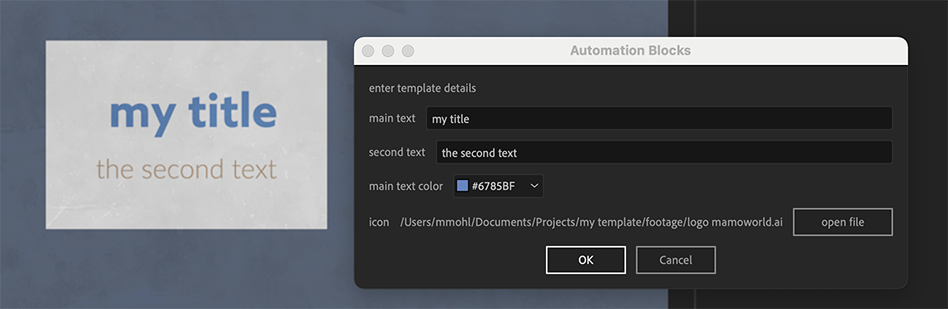 my title
the second text
Automation Blocks
enter template details
main text my title
second text the second text
main text color #6785BF
icon /Users/mmohl/Documents/Projects/my template/footage/logo mamoworld.ai open file
OK Cancel